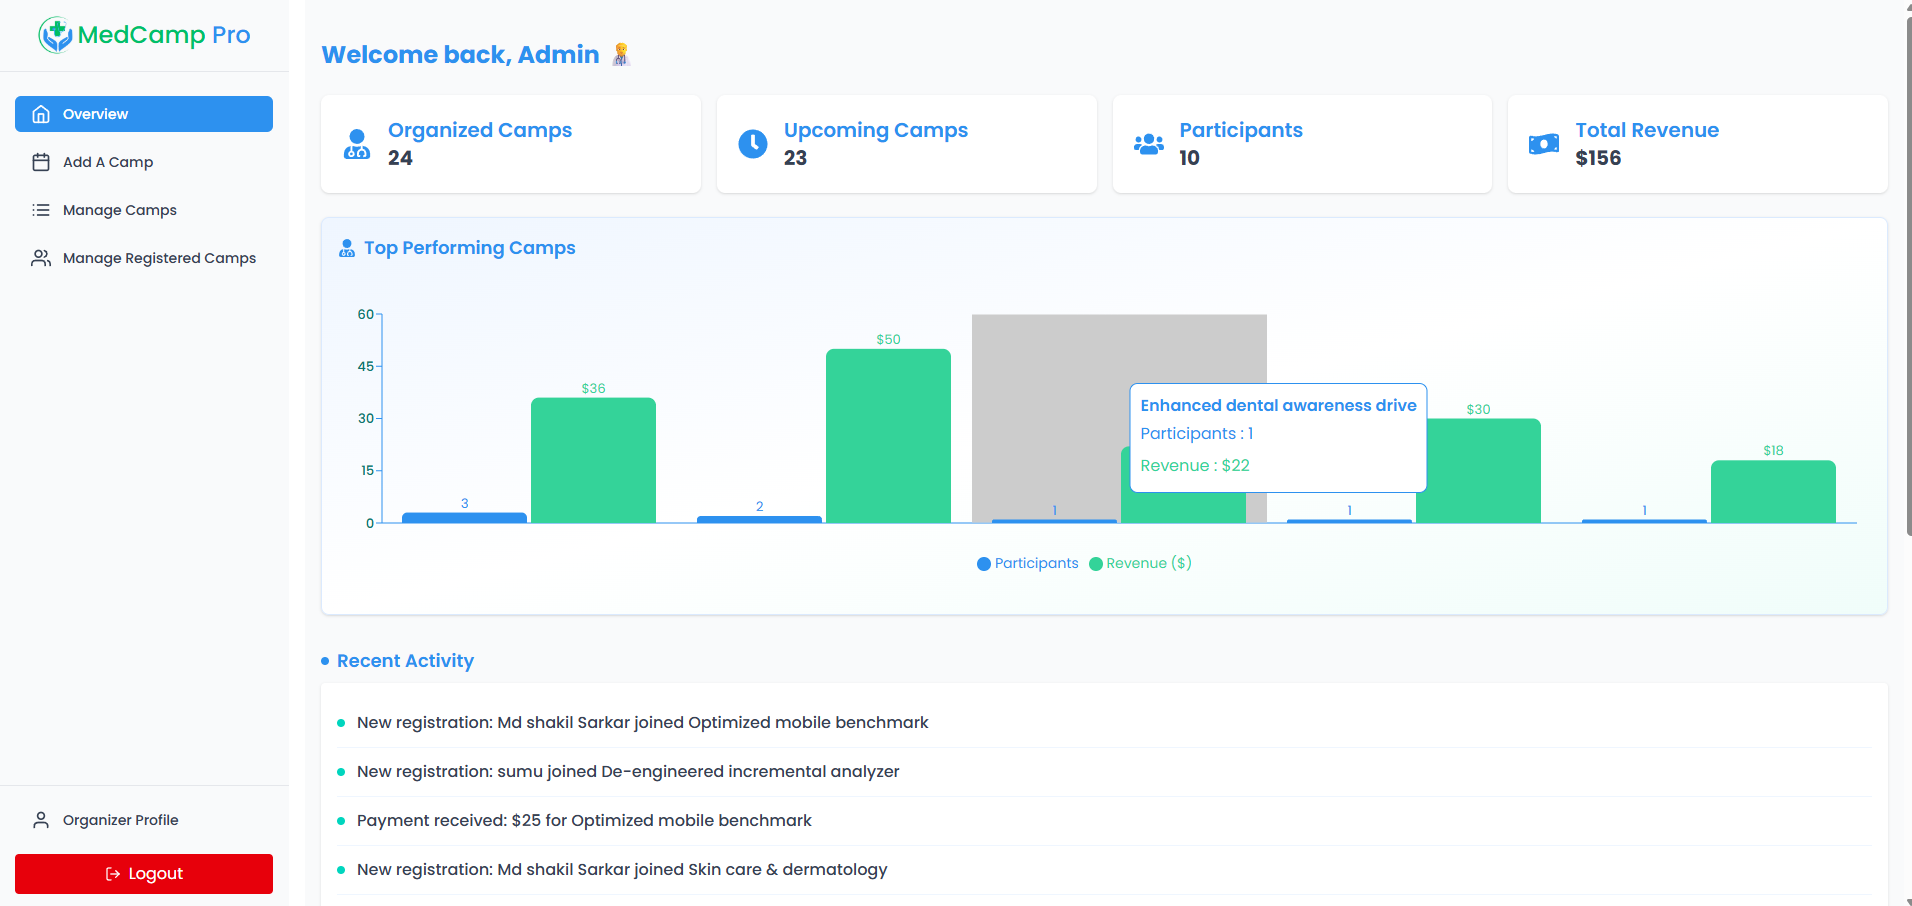 MedCamp Pro
Overview
Add A Camp
Manage Camps
Manage Registered Camps
Organizer Profile
Logout
Welcome back, Admin
Organized Camps
24
Upcoming Camps
23
Participants
10
Total Revenue
$156
Top Performing Camps
60
45
30
15
0
3
$36
2
$50
1
Enhanced dental awareness drive
Participants : 1
Revenue : $22
1
$30
1
$18
Participants
Revenue ($)
Recent Activity
New registration: Md shakil Sarkar joined Optimized mobile benchmark
New registration: sumu joined De-engineered incremental analyzer
Payment received: $25 for Optimized mobile benchmark
New registration: Md shakil Sarkar joined Skin care & dermatology